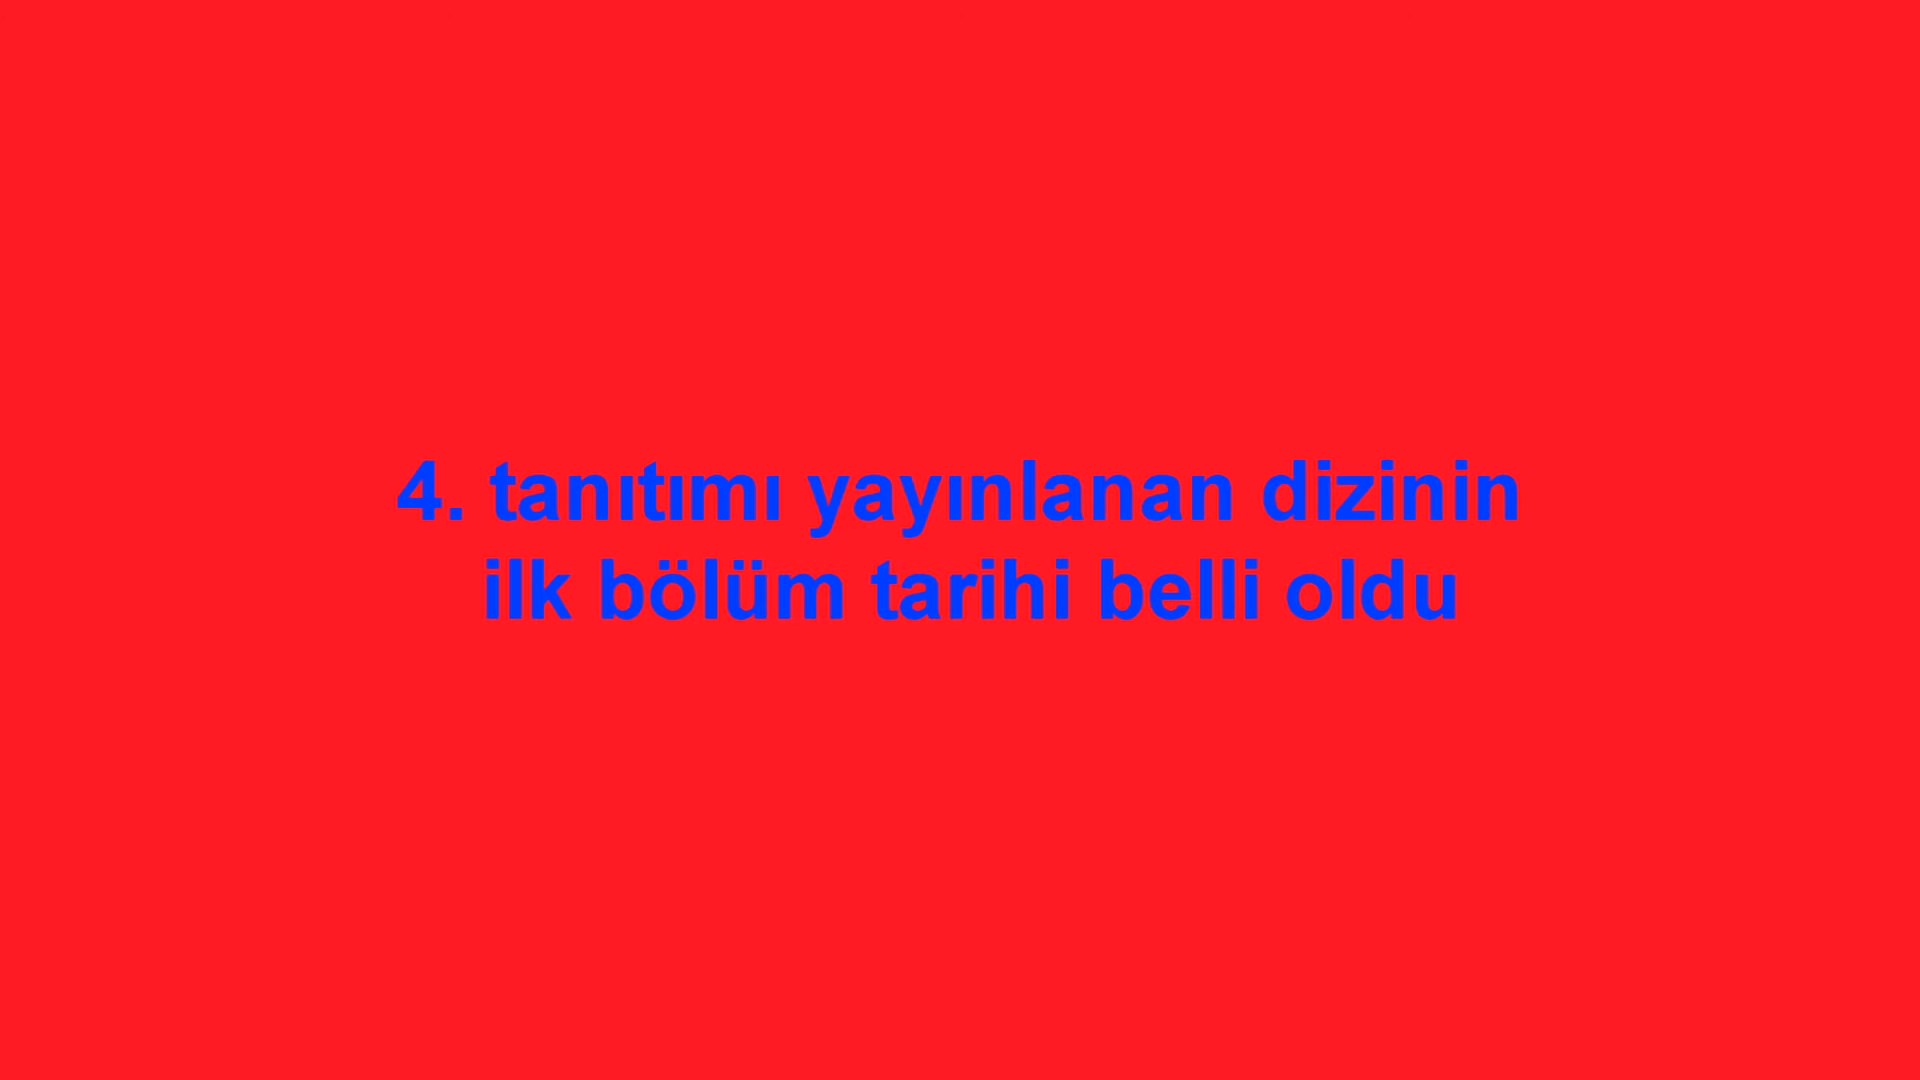 4. tanıtımı yayınlanan dizinin
ilk bölüm tarihi belli oldu